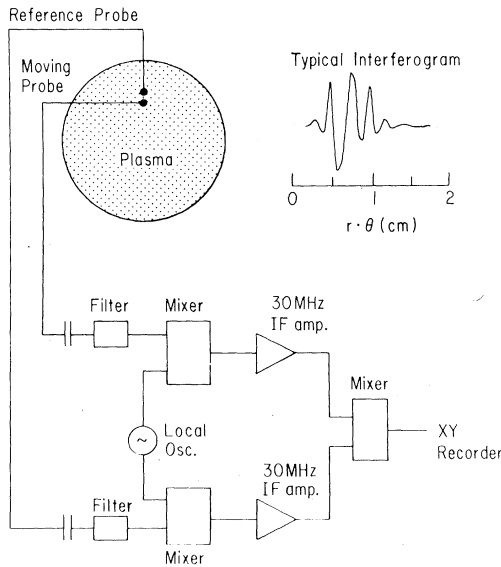 Reference Probe
Moving
Probe
Plasma
Typical Interferogram
0
1
2
r · θ (cm)
Filter
Mixer
30MHz
IF amp.
Mixer
~
Local
Osc.
XY
Recorder
30MHz
IF amp.
Filter
Mixer